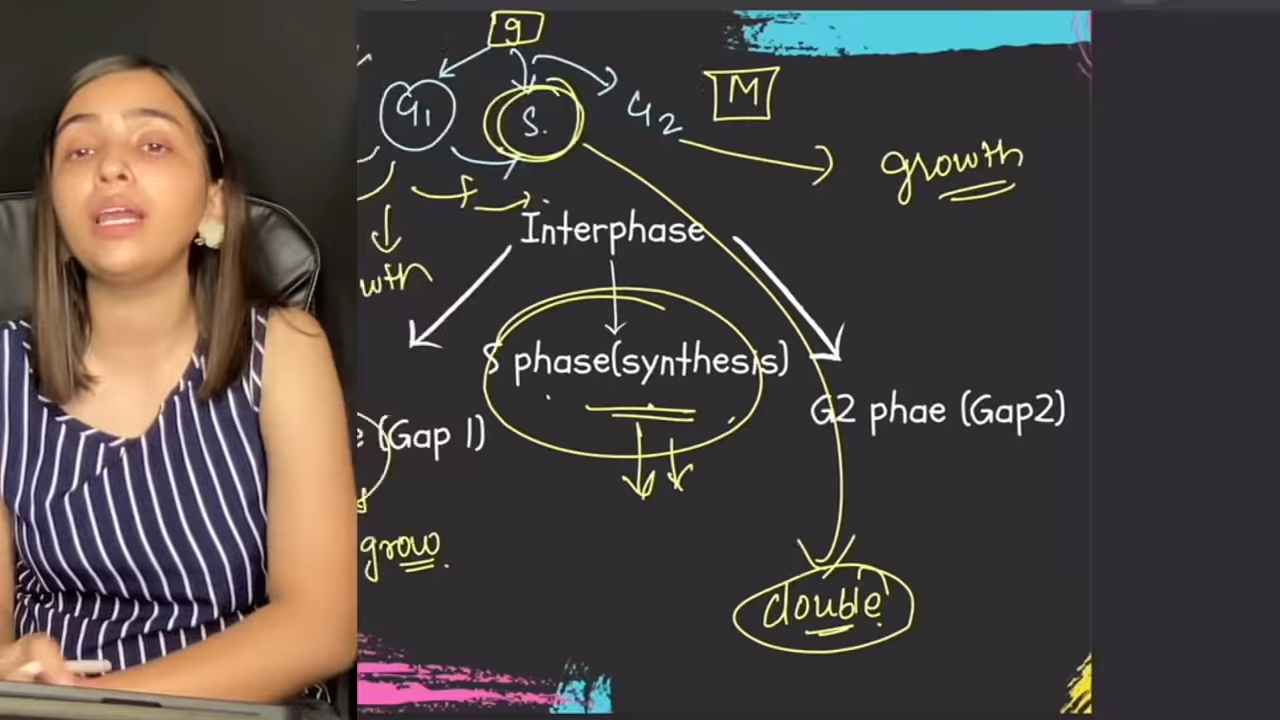 g
G1 S. G2 M
growth
Interphase
wth
S phase(synthesis)
G2 phae (Gap2)
e (Gap 1)
grow.
double